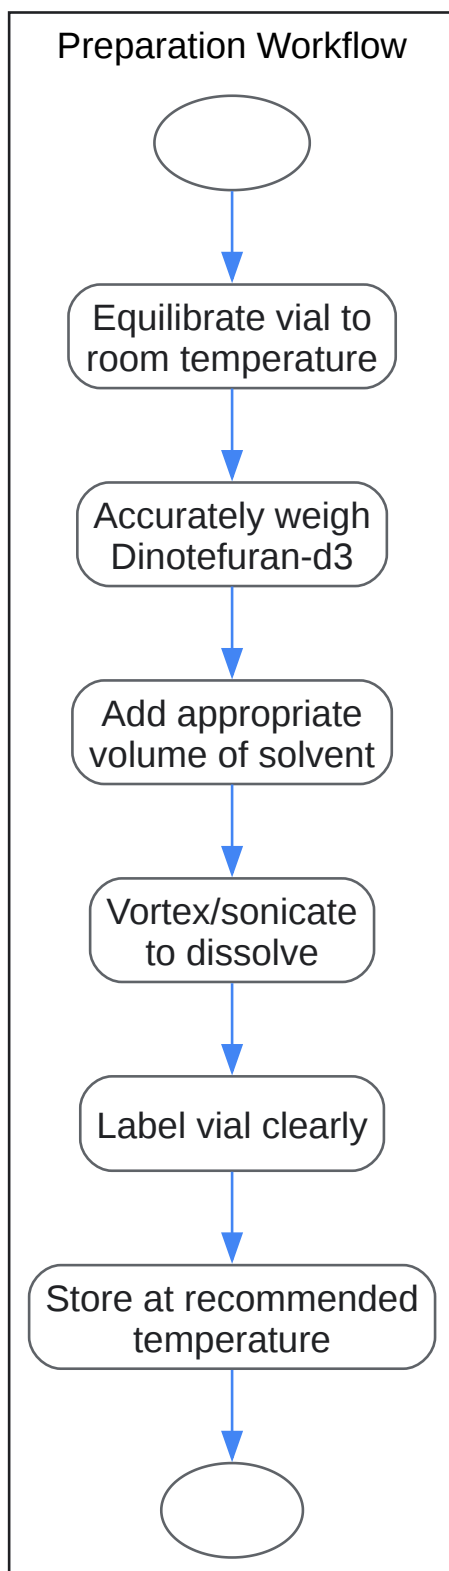 Preparation Workflow
Equilibrate vial to
room temperature
Accurately weigh
Dinotefuran-d3
Add appropriate
volume of solvent
Vortex/sonicate
to dissolve
Label vial clearly
Store at recommended
temperature